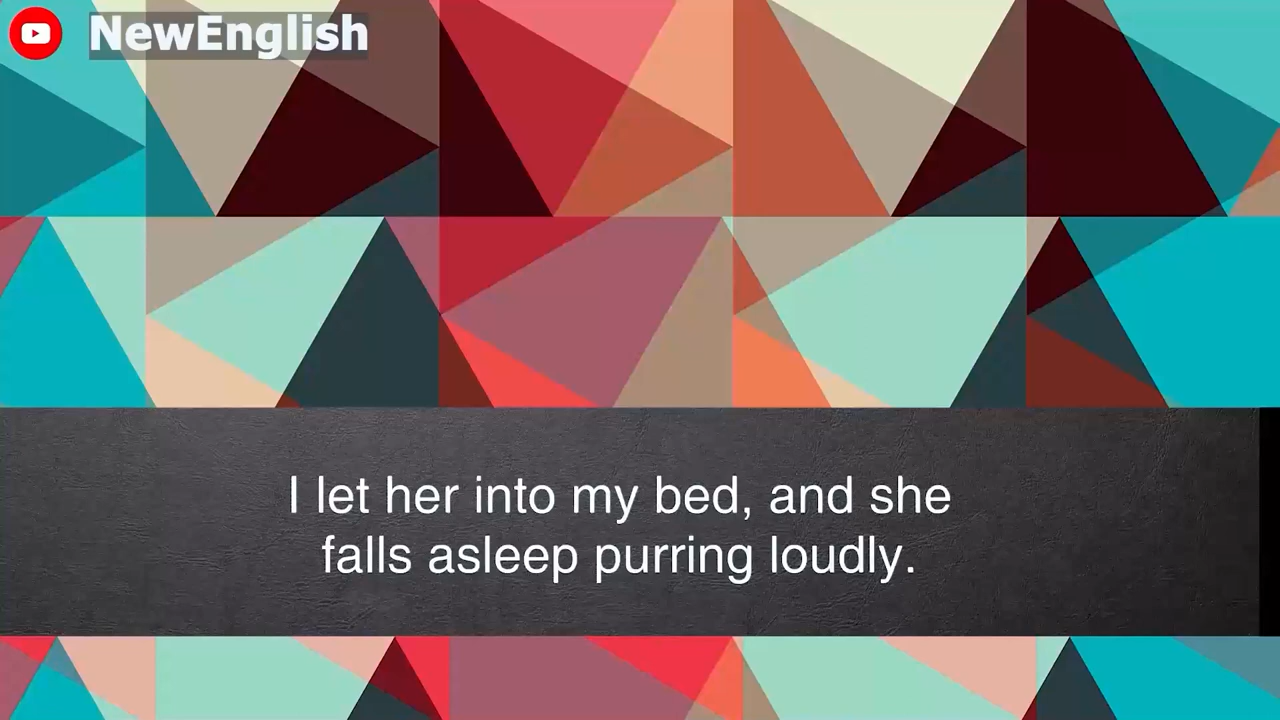 NewEnglish
I let her into my bed, and she
falls asleep purring loudly.